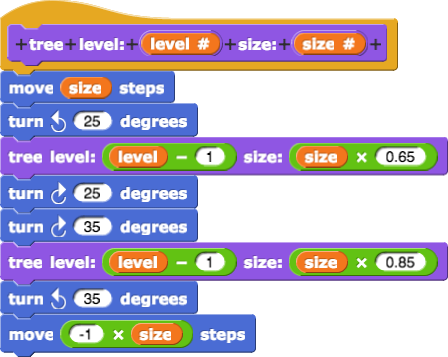 + tree + level: + level # + size: + size # +
move size steps
turn ↺ 25 degrees
tree level: level − 1 size: size × 0.65
turn ↻ 25 degrees
turn ↻ 35 degrees
tree level: level − 1 size: size × 0.85
turn ↺ 35 degrees
move -1 × size steps